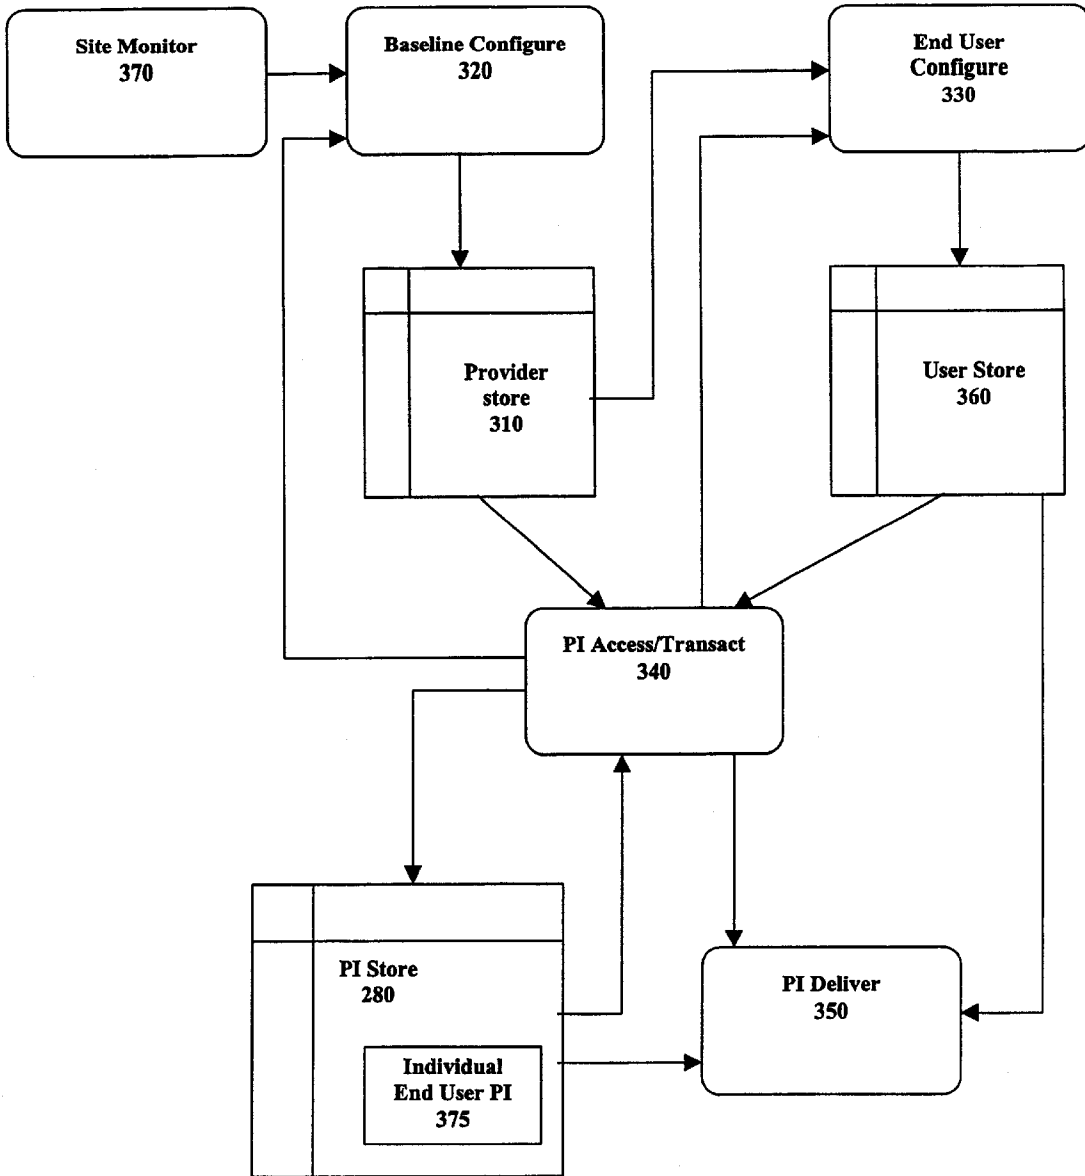 Site Monitor
370
Baseline Configure
320
End User
Configure
330
Provider
store
310
User Store
360
PI Access/Transact
340
PI Store
280
Individual
End User PI
375
PI Deliver
350